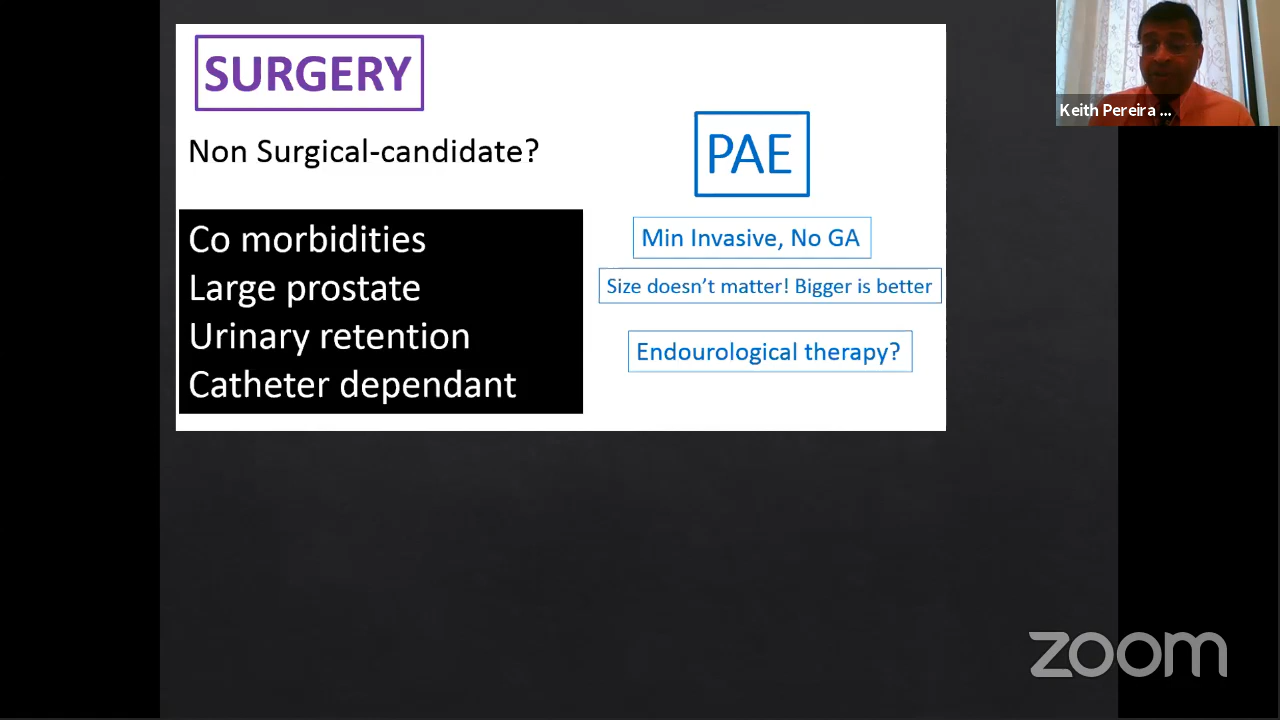 SURGERY
Non Surgical-candidate?
Co morbidities
Large prostate
Urinary retention
Catheter dependant
PAE
Min Invasive, No GA
Size doesn't matter! Bigger is better
Endourological therapy?
Keith Pereira ...
zoom